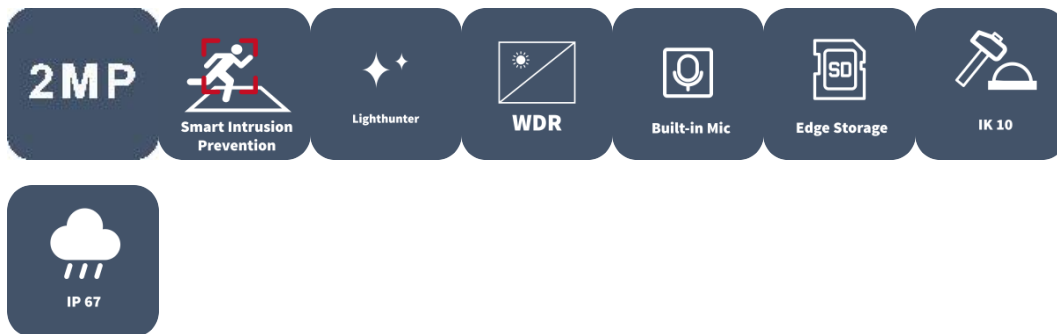 2MP
Smart Intrusion
Prevention
Lighthunter
WDR
Built-in Mic
SD
Edge Storage
IK 10
IP 67